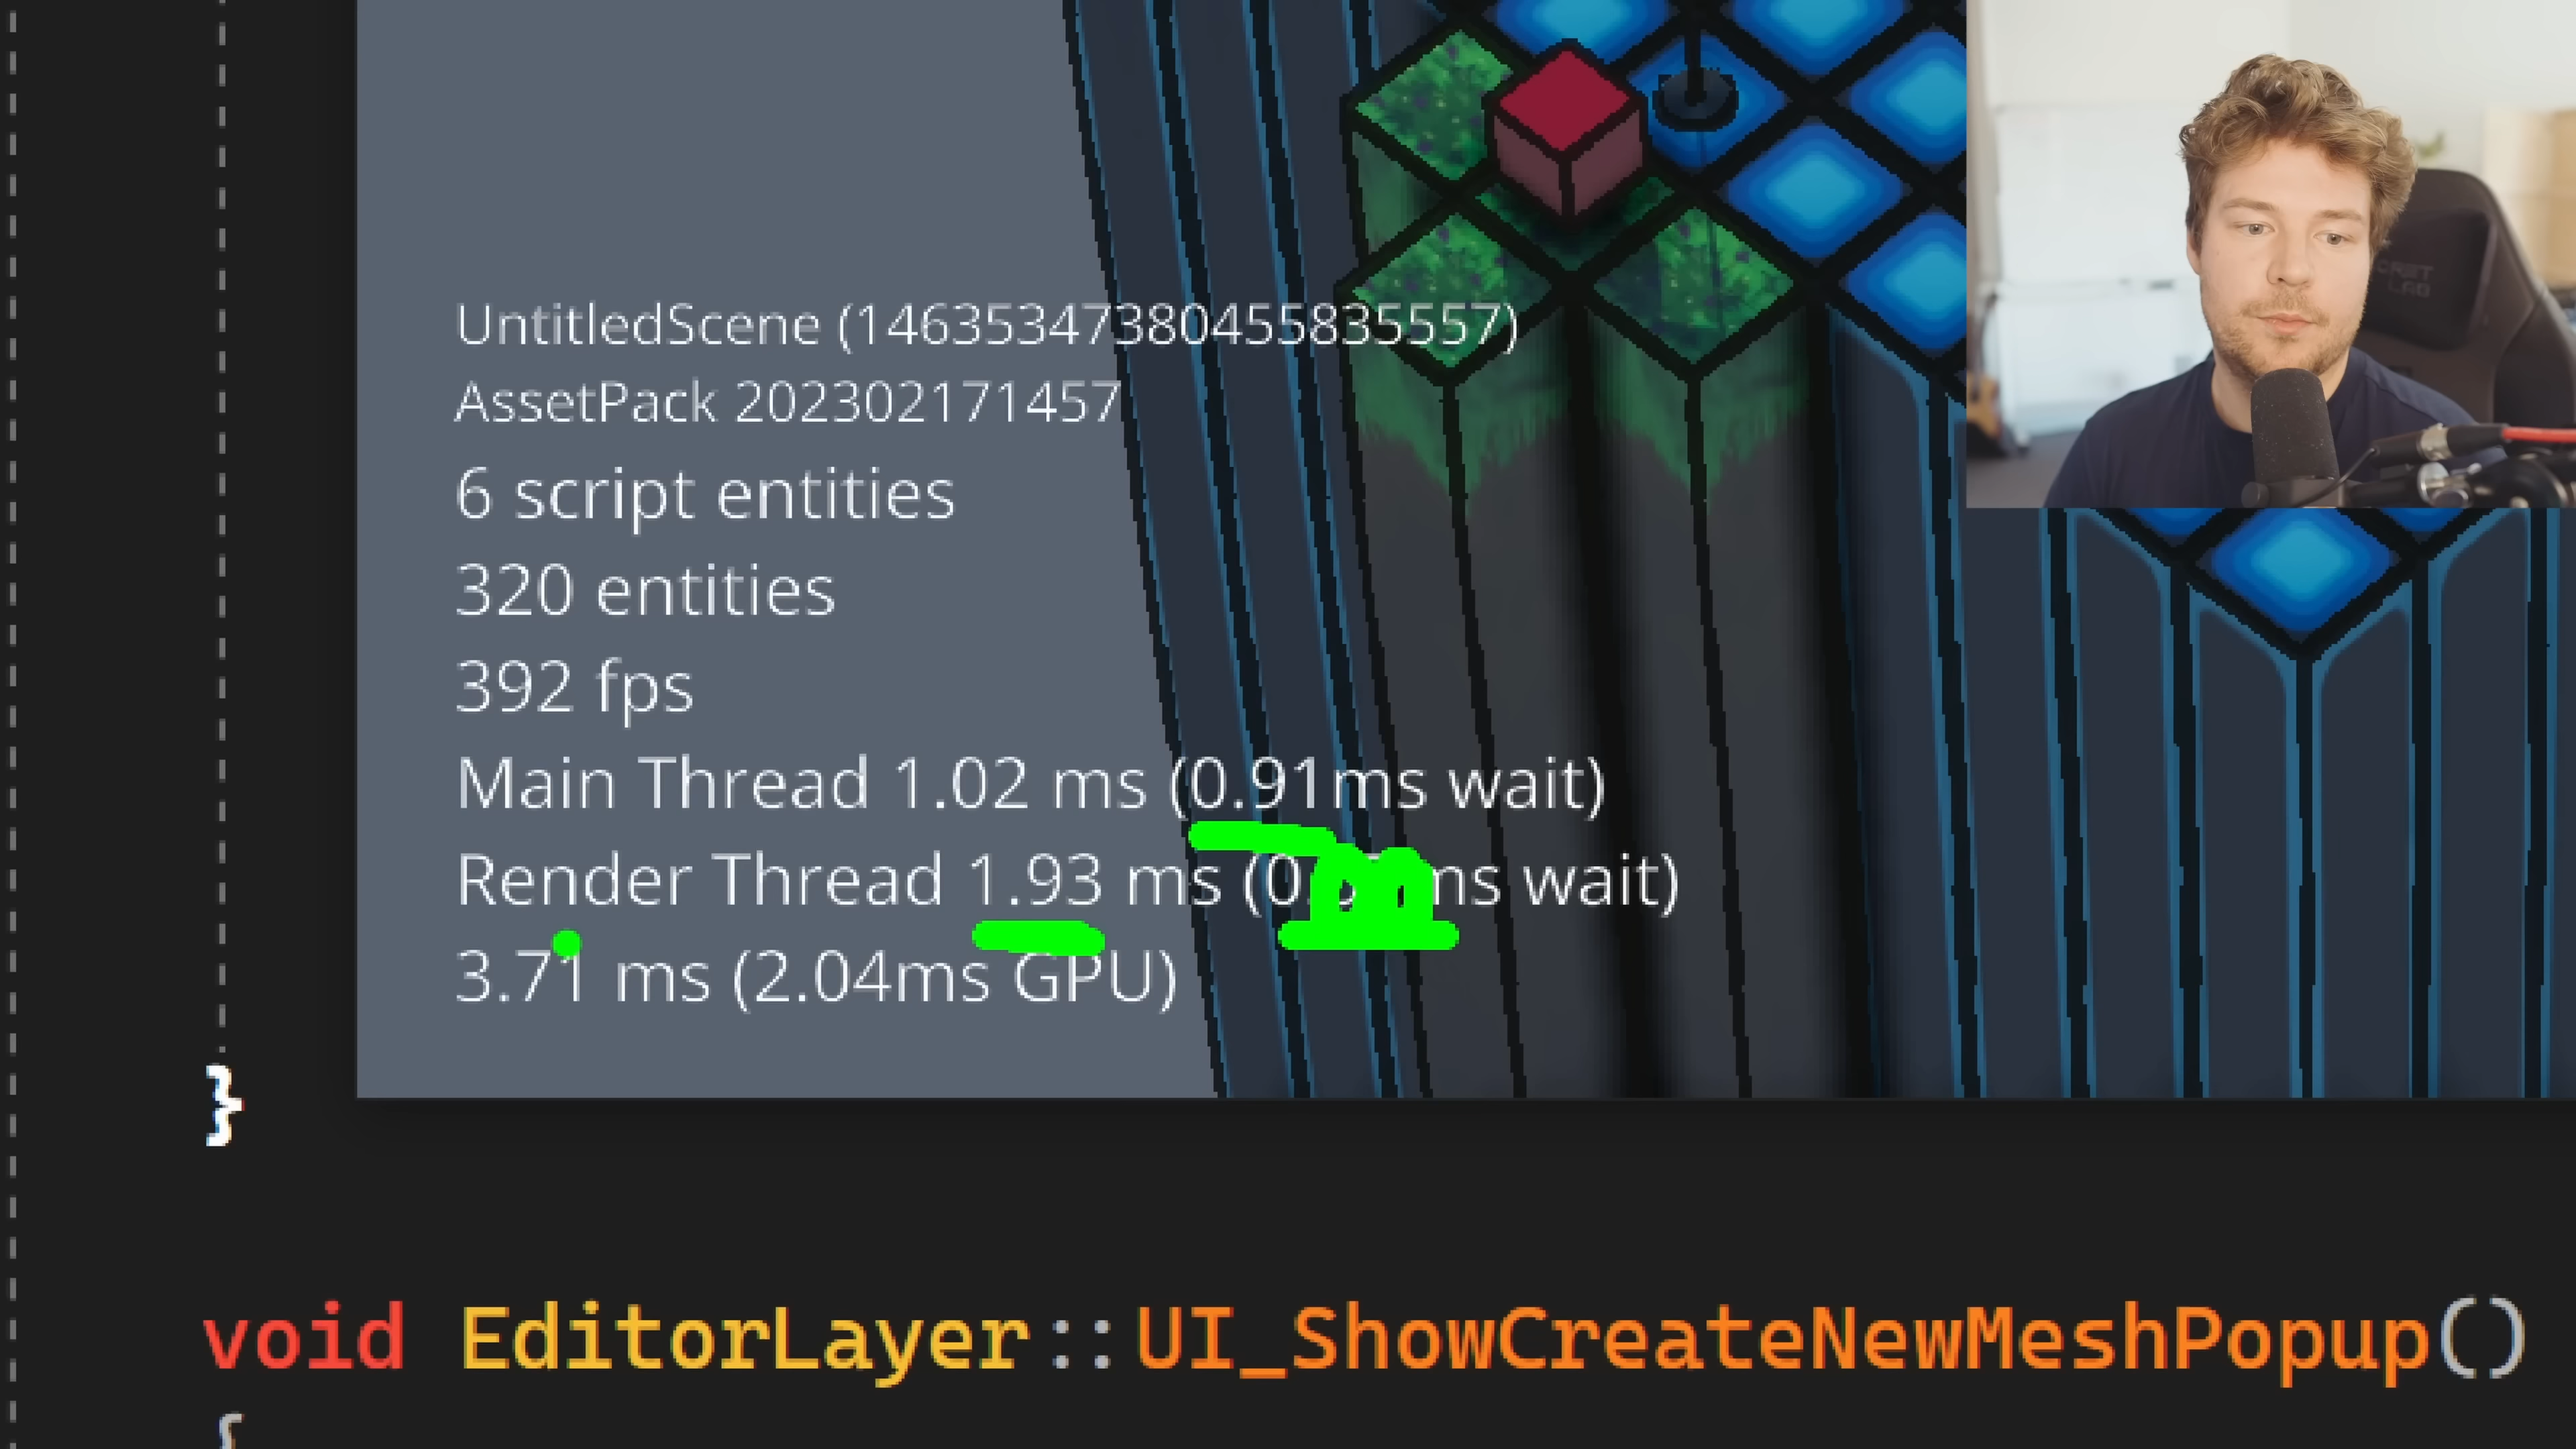 UntitledScene (14635347380455835557)
AssetPack 202302171457
6 script entities
320 entities
392 fps
Main Thread 1.02 ms (0.91ms wait)
Render Thread 1.93 ms wait)
3.71 ms (2.04ms GPU)
}
void EditorLayer::UI_ShowCreateNewMeshPopup()
{